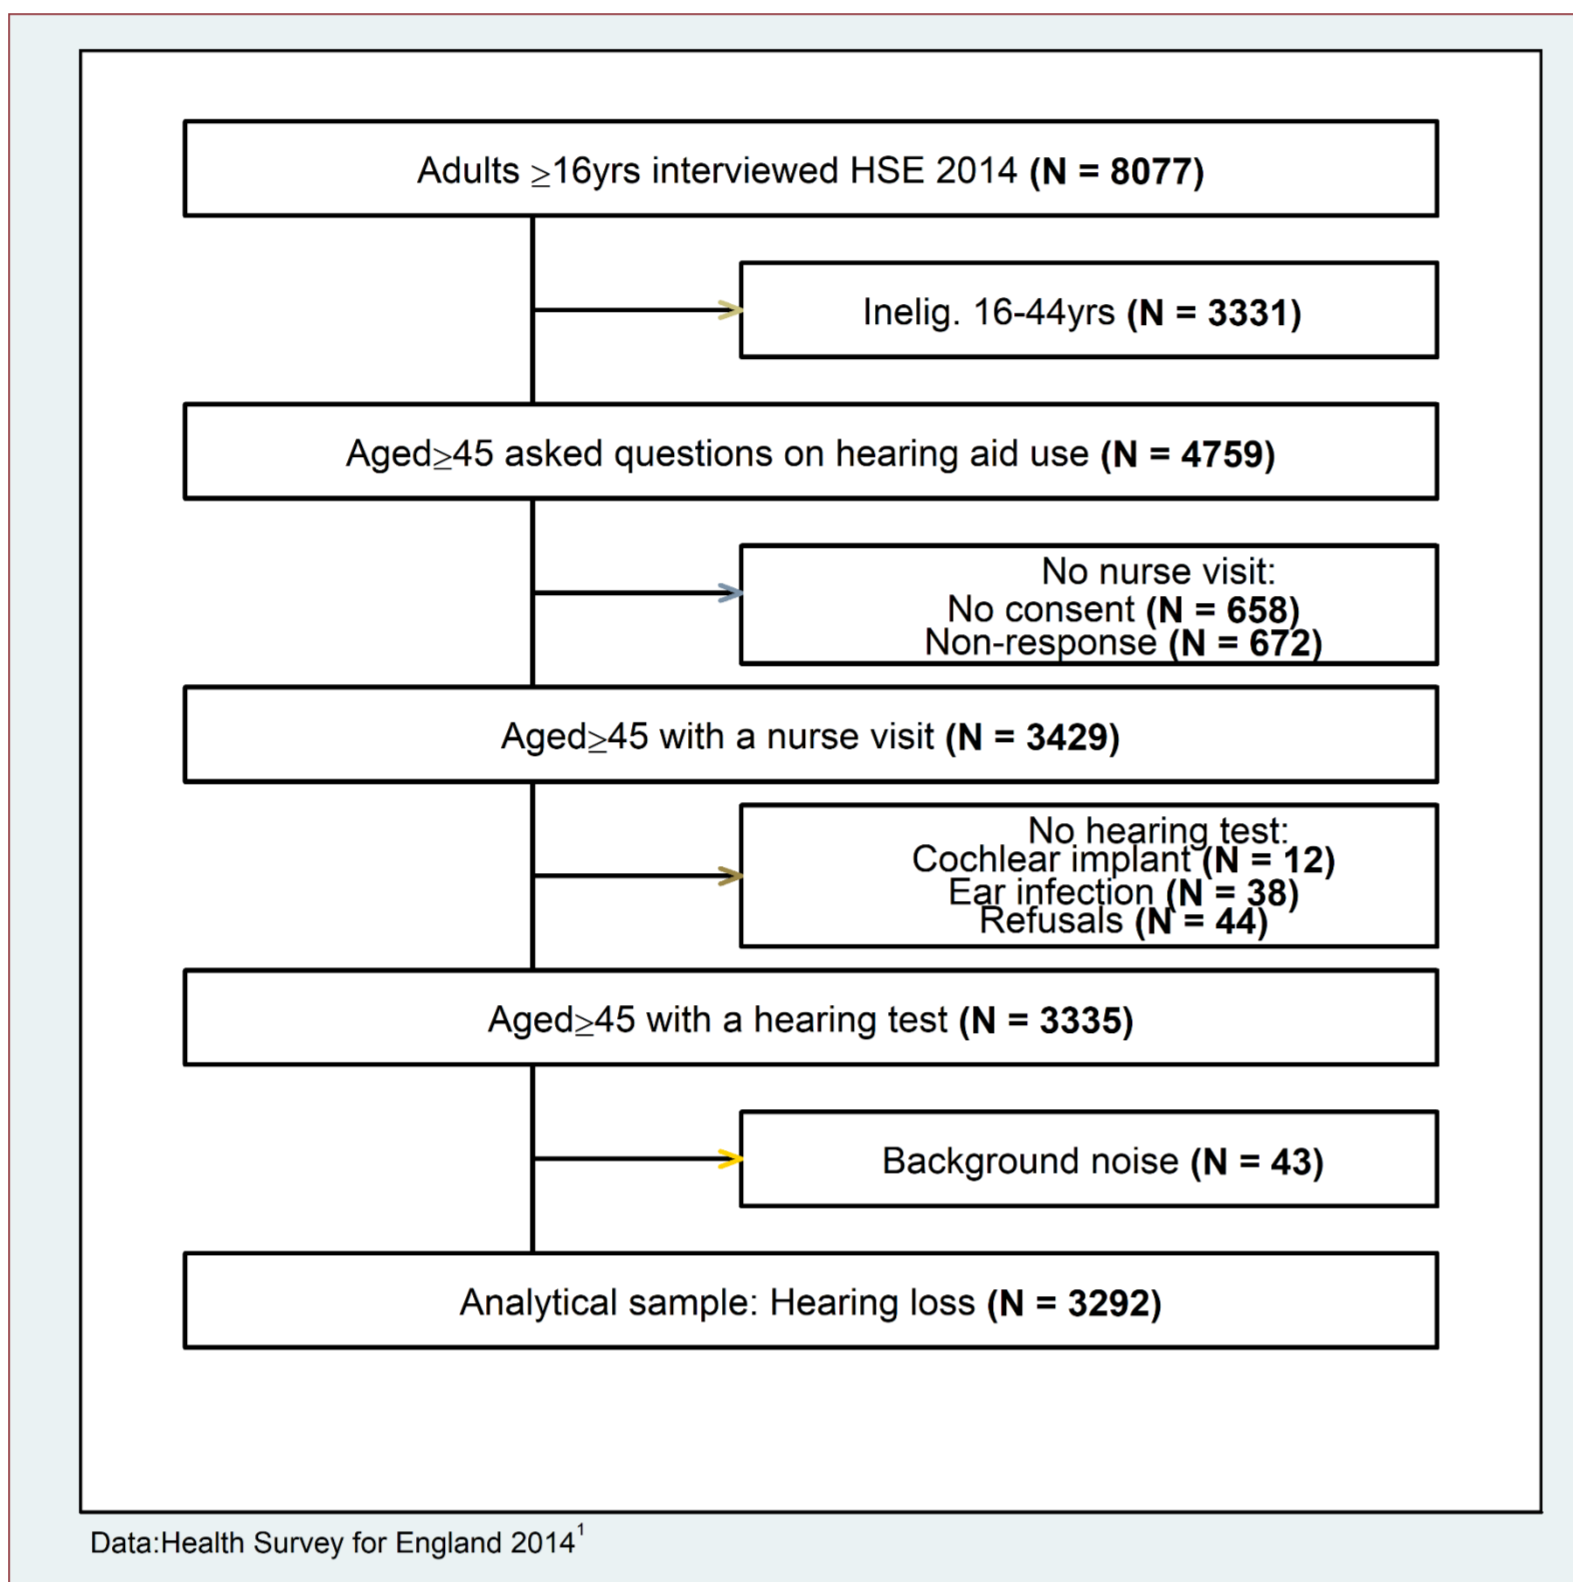 Adults ≥16yrs interviewed HSE 2014 (N = 8077)
Inelig. 16-44yrs (N = 3331)
Aged≥45 asked questions on hearing aid use (N = 4759)
No nurse visit:
No consent (N = 658)
Non-response (N = 672)
Aged≥45 with a nurse visit (N = 3429)
No hearing test:
Cochlear implant (N = 12)
Ear infection (N = 38)
Refusals (N = 44)
Aged≥45 with a hearing test (N = 3335)
Background noise (N = 43)
Analytical sample: Hearing loss (N = 3292)
Data:Health Survey for England 2014¹